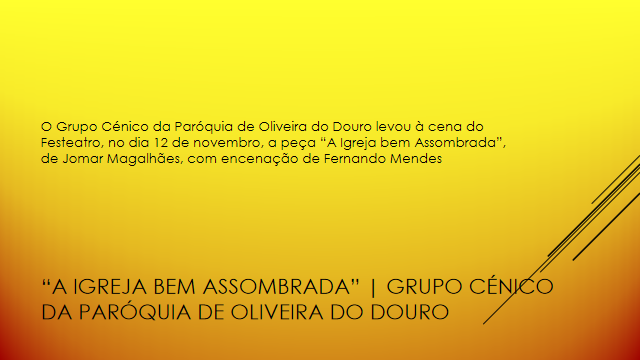 O Grupo Cénico da Paróquia de Oliveira do Douro levou à cena do
Festeatro, no dia 12 de novembro, a peça “A Igreja bem Assombrada”,
de Jomar Magalhães, com encenação de Fernando Mendes
“A IGREJA BEM ASSOMBRADA” | GRUPO CÉNICO
DA PARÓQUIA DE OLIVEIRA DO DOURO